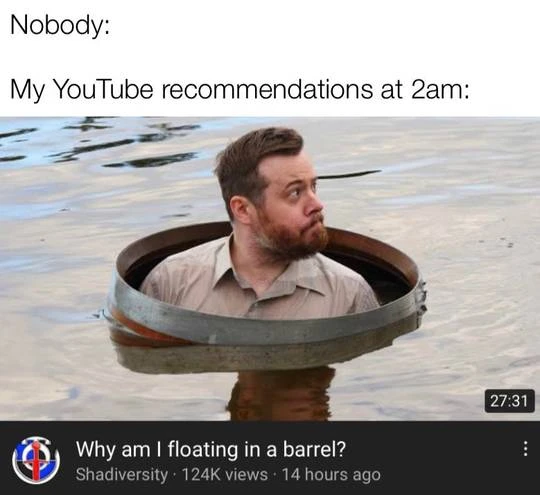 Nobody:
My YouTube recommendations at 2am:
27:31
Why am I floating in a barrel?
Shadiversity · 124K views · 14 hours ago